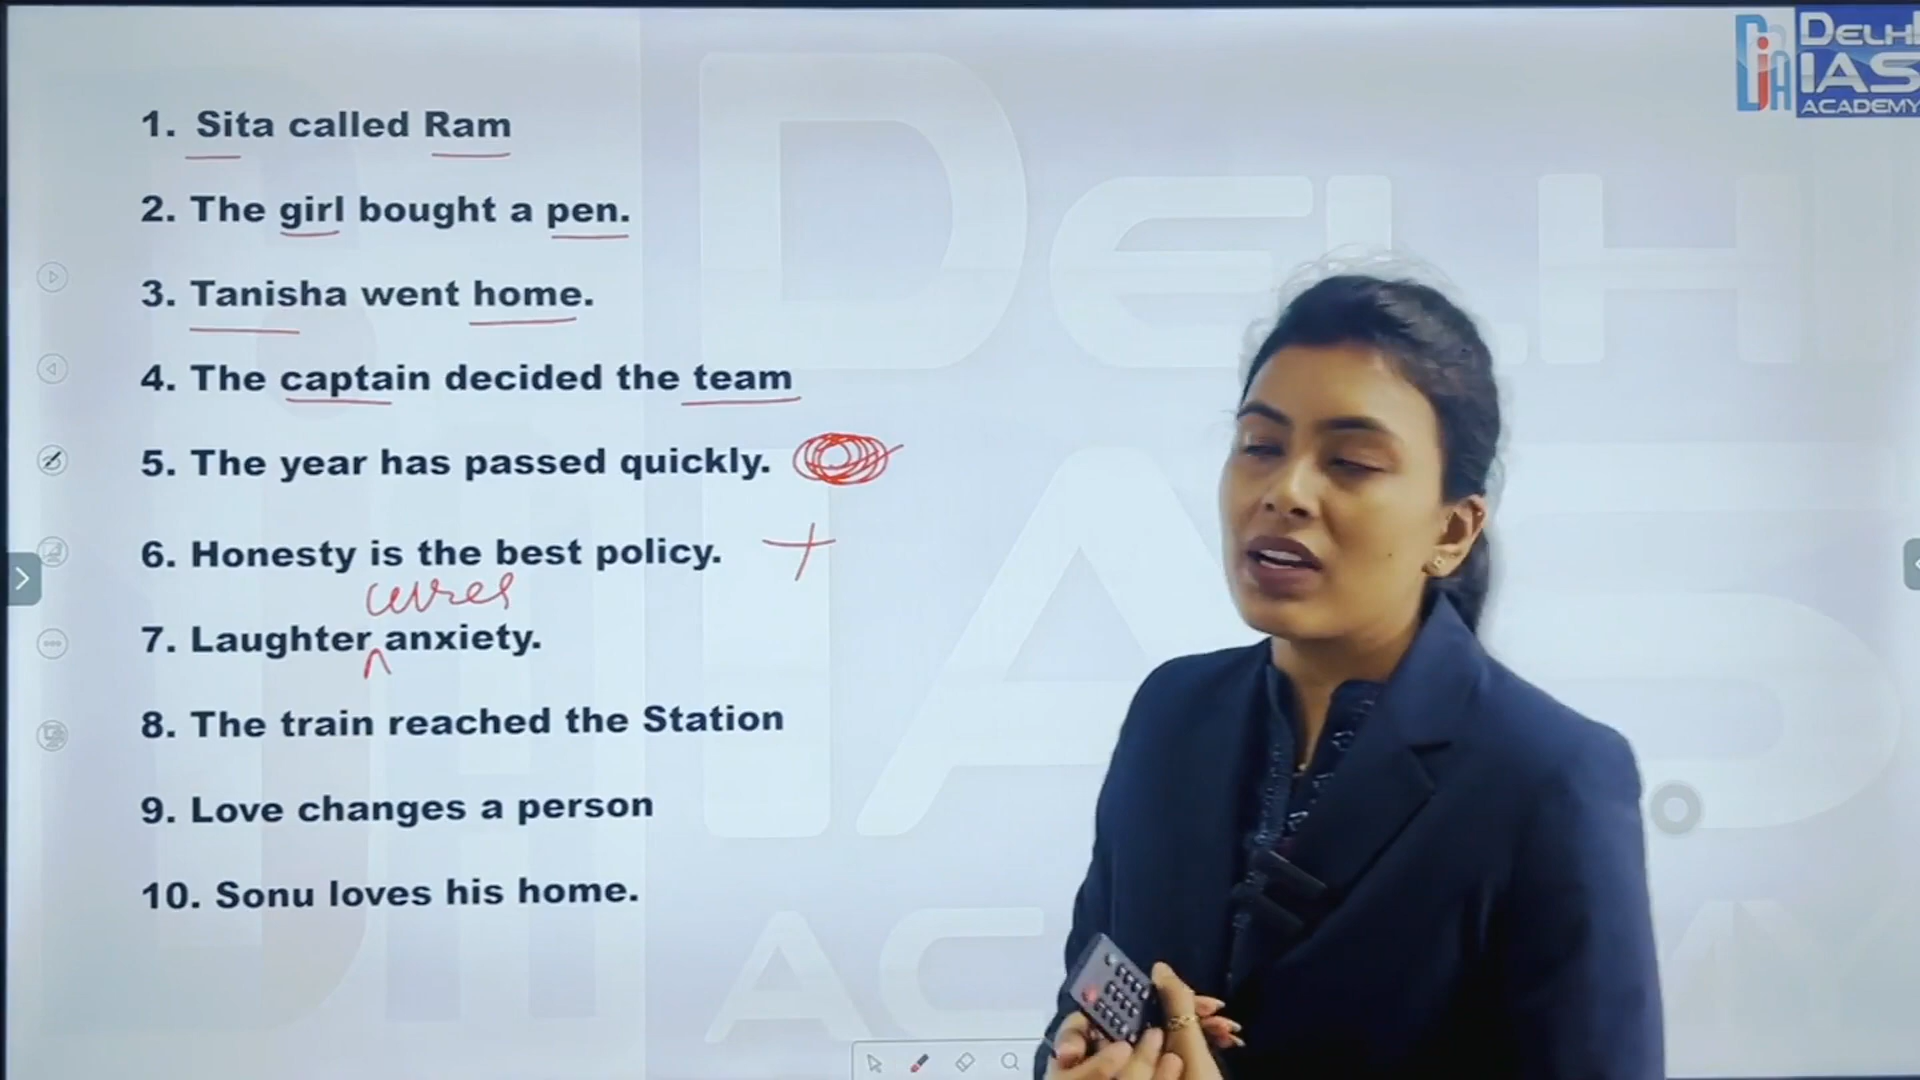 DELHI
IAS
ACADEMY
1. Sita called Ram
2. The girl bought a pen.
3. Tanisha went home.
4. The captain decided the team
5. The year has passed quickly.
6. Honesty is the best policy.
cures
7. Laughter anxiety.
8. The train reached the Station
9. Love changes a person
10. Sonu loves his home.